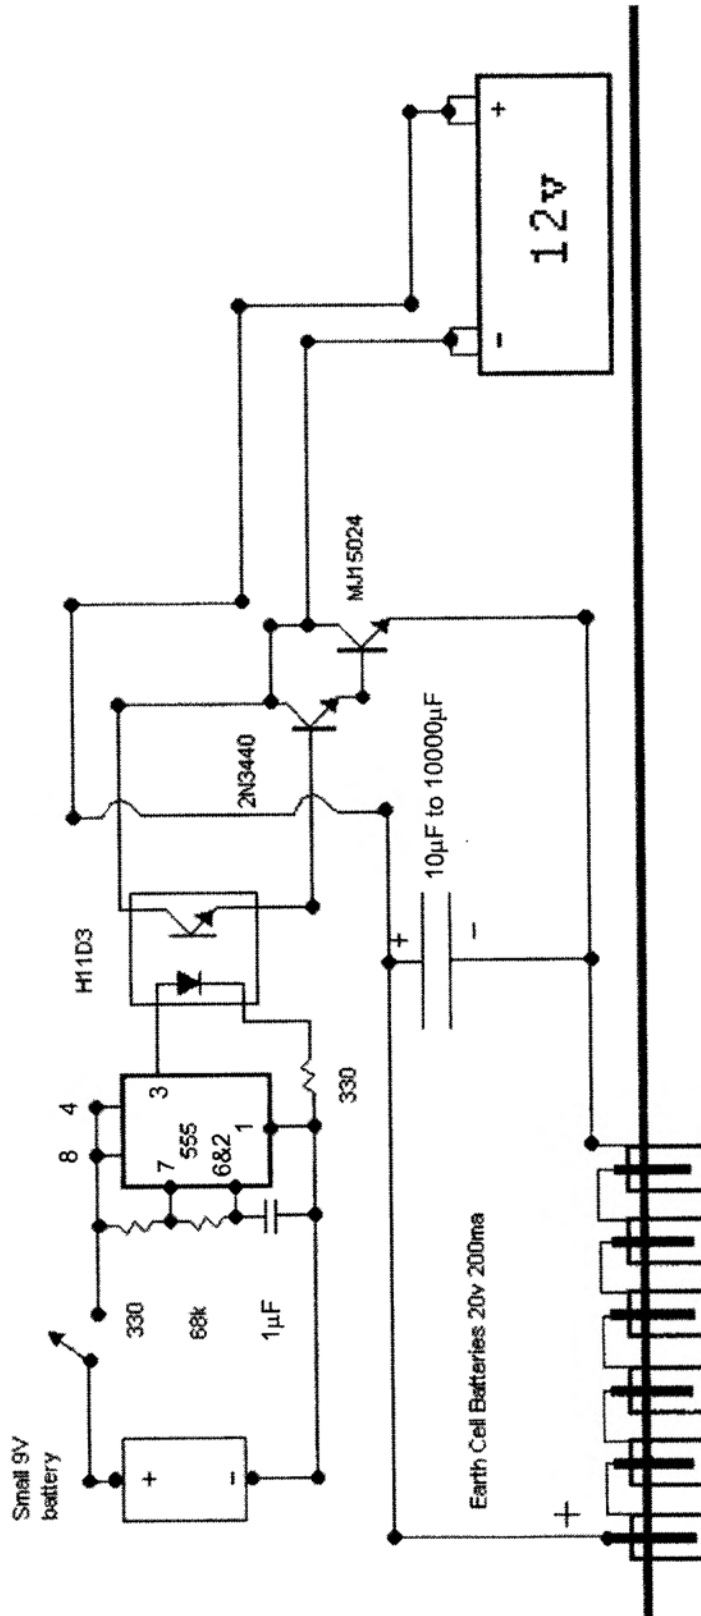 Small 9V
battery
+
-
330
68k
1µF
8
4
7
555
6&2
3
1
330
H11D3
2N3440
MJ15024
+
-
10µF to 10000µF
Earth Cell Batteries 20v 200ma
+
+
-
12v